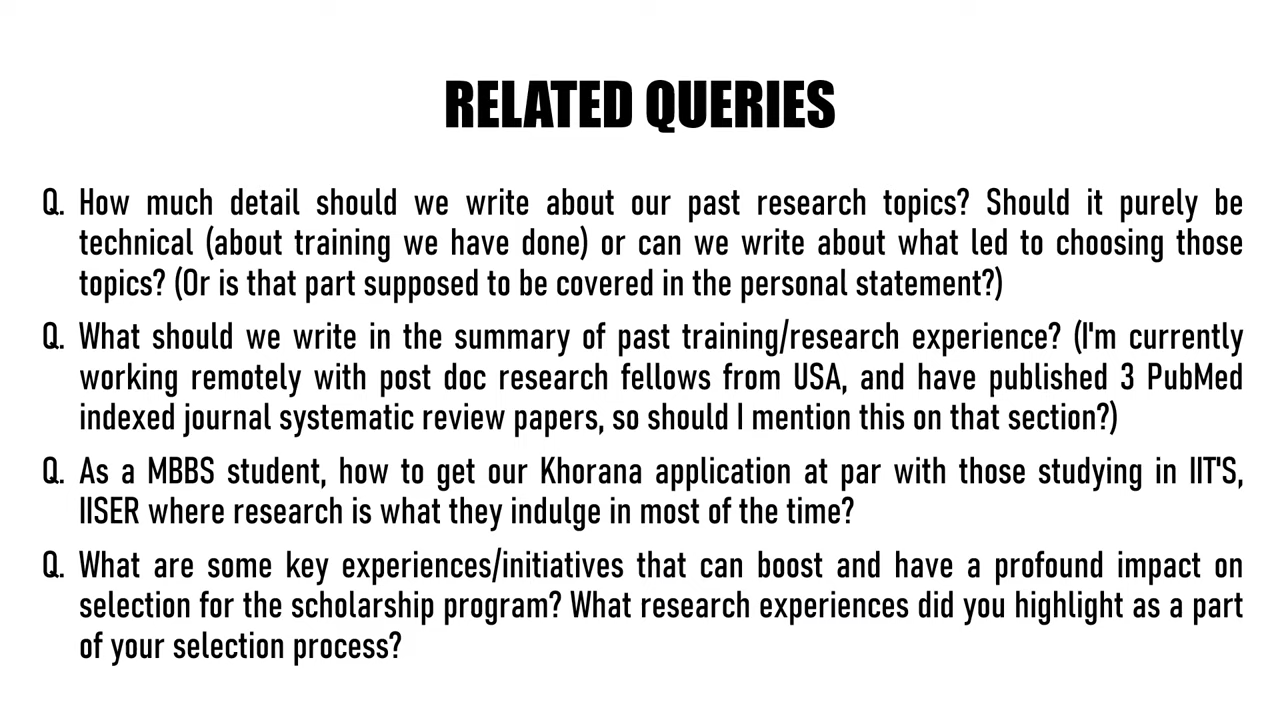 RELATED QUERIES
Q. How much detail should we write about our past research topics? Should it purely be
technical (about training we have done) or can we write about what led to choosing those
topics? (Or is that part supposed to be covered in the personal statement?)
Q. What should we write in the summary of past training/research experience? (I'm currently
working remotely with post doc research fellows from USA, and have published 3 PubMed
indexed journal systematic review papers, so should I mention this on that section?)
Q. As a MBBS student, how to get our Khorana application at par with those studying in IIT'S,
IISER where research is what they indulge in most of the time?
Q. What are some key experiences/initiatives that can boost and have a profound impact on
selection for the scholarship program? What research experiences did you highlight as a part
of your selection process?